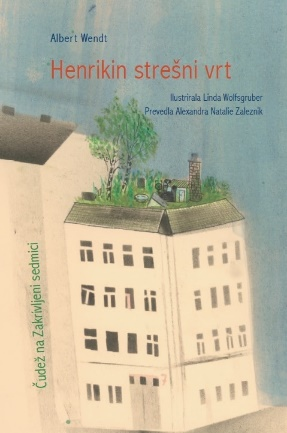 Albert Wendt
Henrikin strešni vrt
Ilustrirala Linda Wolfsgruber
Prevedla Alexandra Natalie Zaleznik
Čudež na Zakrivljeni sedmici